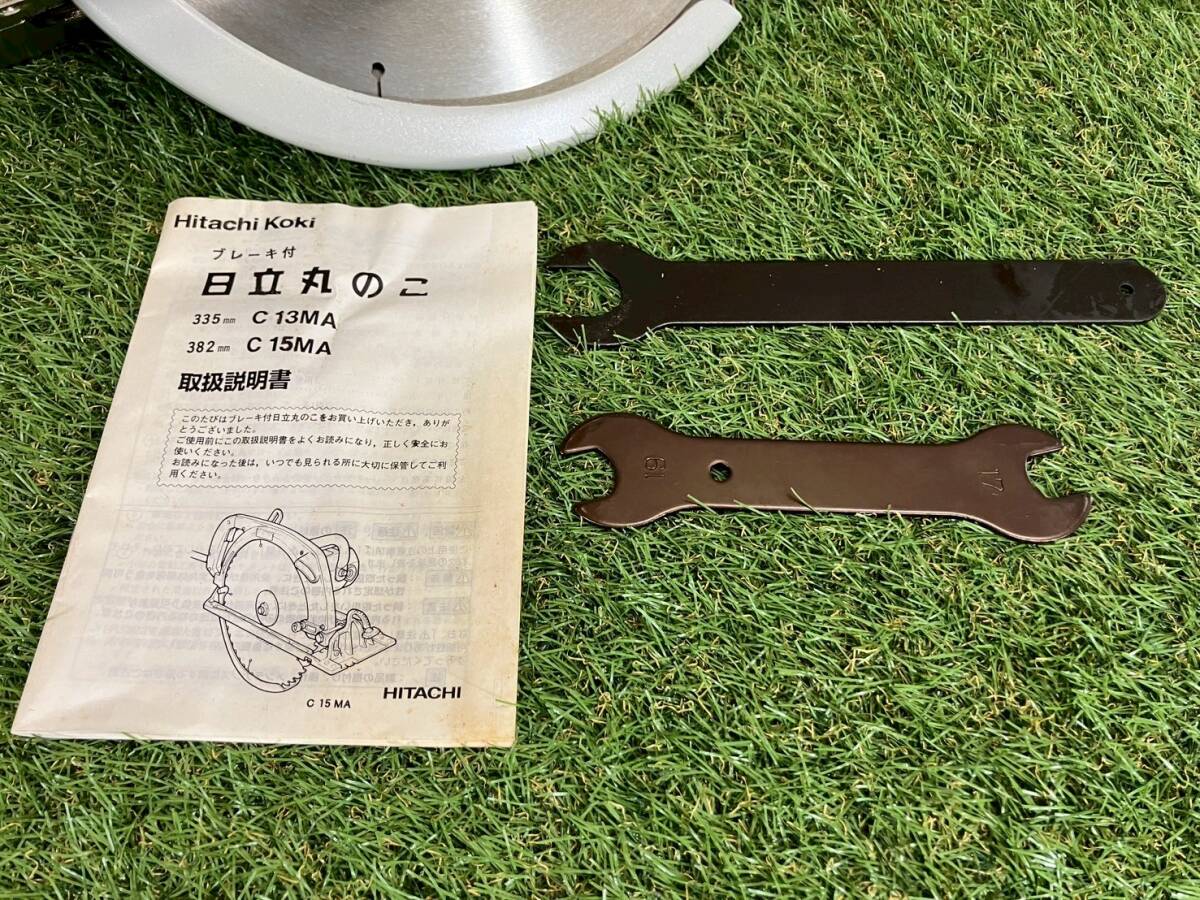 Hitachi Koki
ブレーキ付
日立丸のこ
335mm C 13MA
382mm C 15MA
取扱説明書
このたびはブレーキ付日立丸のこをお買い上げいただき，ありが
とうございました。
ご使用前にこの取扱説明書をよくお読みになり，正しく安全にお
使いください。
お読みになった後は，いつでも見られる所に大切に保管してご利
用ください。
C 15 MA
HITACHI
19
17